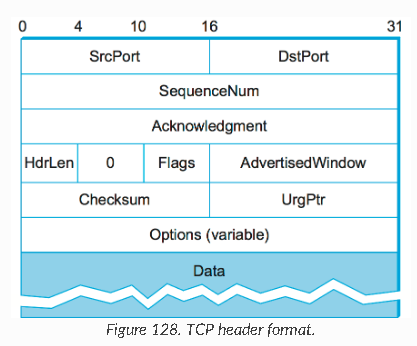 0 4 10 16 31
SrcPort DstPort
SequenceNum
Acknowledgment
HdrLen 0 Flags AdvertisedWindow
Checksum UrgPtr
Options (variable)
Data
Figure 128. TCP header format.